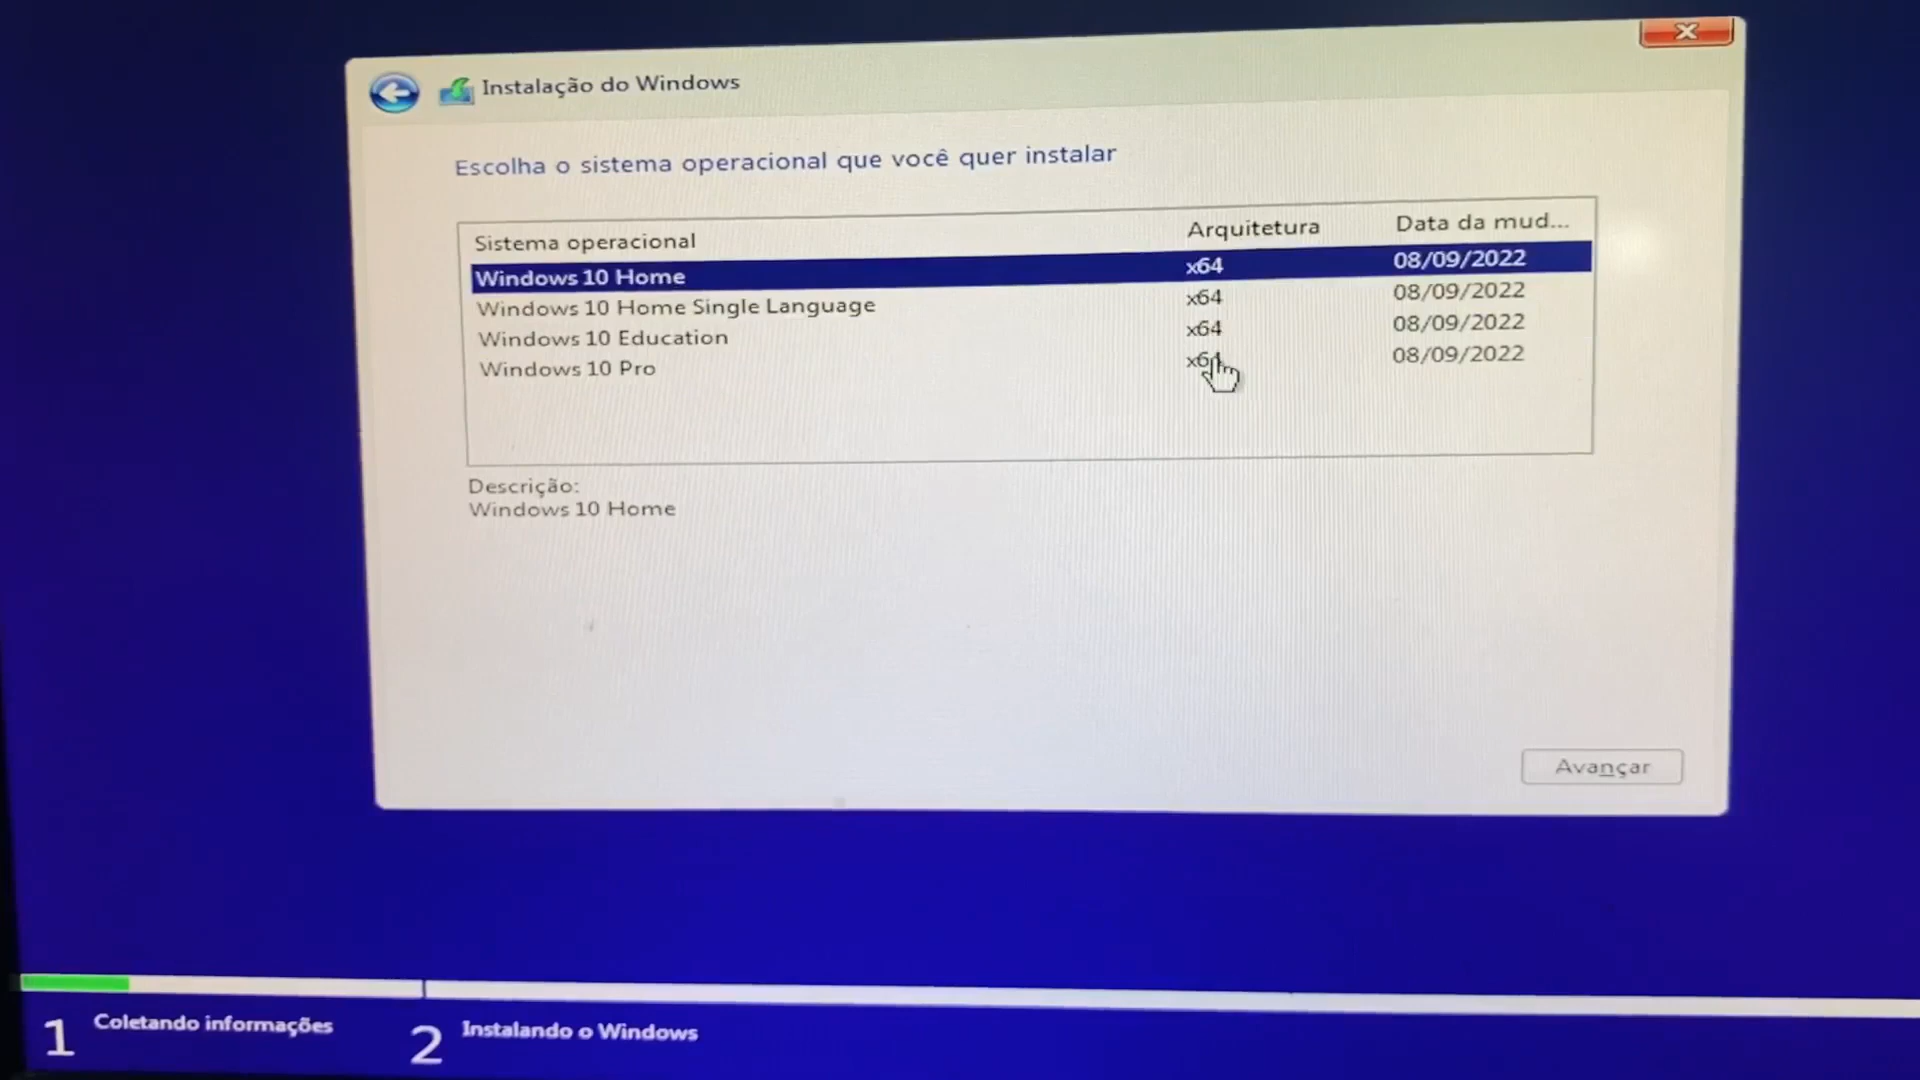 Instalação do Windows
Escolha o sistema operacional que você quer instalar
Sistema operacional Arquitetura Data da mud...
Windows 10 Home x64 08/09/2022
Windows 10 Home Single Language x64 08/09/2022
Windows 10 Education x64 08/09/2022
Windows 10 Pro x64 08/09/2022
Descrição:
Windows 10 Home
Avançar
1 Coletando informações 2 Instalando o Windows